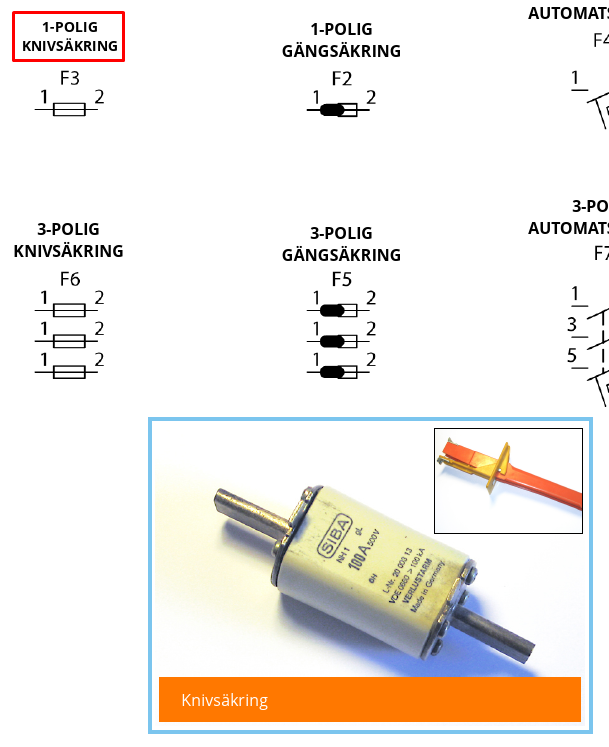 1-POLIG
KNIVSÄKRING
F3
1 2
1-POLIG
GÄNGSÄKRING
F2
1 2
AUTOMATS
F4
1
3-POLIG
KNIVSÄKRING
F6
1 2
1 2
1 2
3-POLIG
GÄNGSÄKRING
F5
1 2
1 2
1 2
3-PO
AUTOMATS
F7
1
3
5
SIBA
NH 1 gL
100A 500V
L-Nr. 20 003 13
VDE 0660 > 100 kA
VERLUSTARM
Made in Germany
Knivsäkring